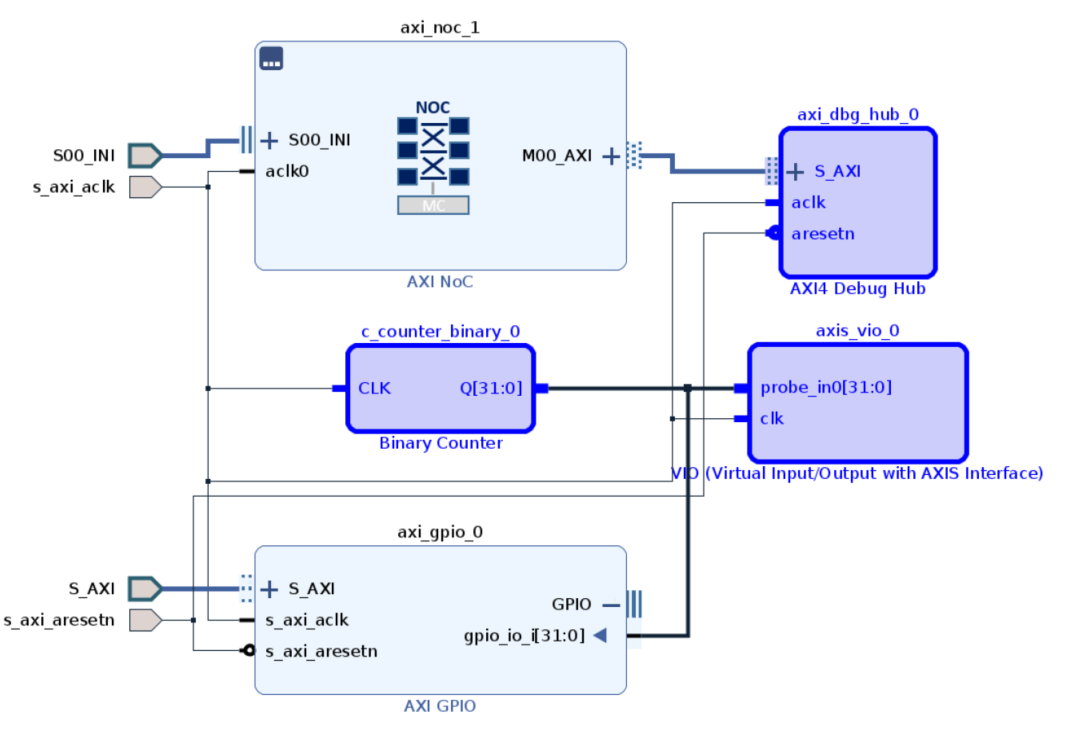 axi_noc_1
NOC
S00_INI
S00_INI
M00_AXI
s_axi_aclk
aclk0
MC
AXI NoC
axi_dbg_hub_0
S_AXI
aclk
aresetn
AXI4 Debug Hub
c_counter_binary_0
CLK
Q[31:0]
Binary Counter
axis_vio_0
probe_in0[31:0]
clk
VIO (Virtual Input/Output with AXIS Interface)
axi_gpio_0
S_AXI
S_AXI
GPIO
s_axi_aresetn
s_axi_aclk
gpio_io_i[31:0]
s_axi_aresetn
AXI GPIO